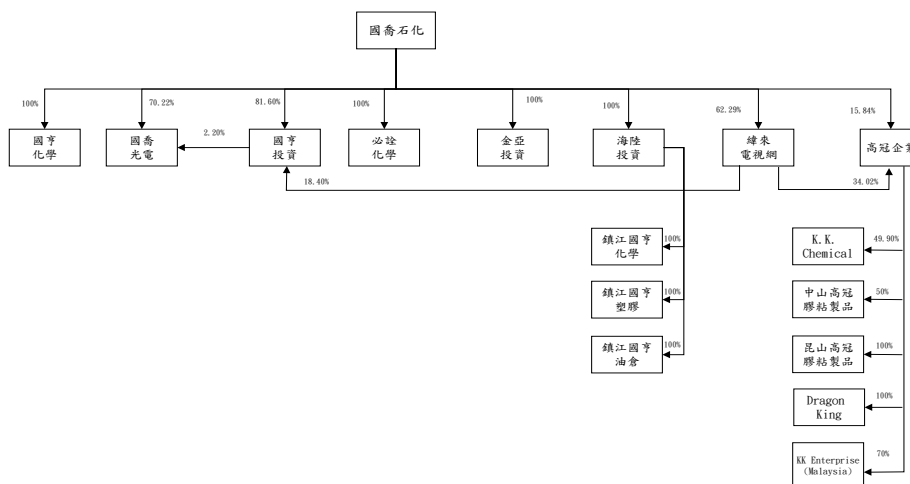 國喬石化
100%
70.22%
81.60%
100%
100%
100%
62.29%
15.84%
國亨
化學
國喬
光電
2.20%
國亨
投資
必詮
化學
金亞
投資
海陸
投資
緯來
電視網
高冠企業
18.40%
34.02%
鎮江國亨
化學
100%
鎮江國亨
塑膠
100%
鎮江國亨
油倉
100%
K.K.
Chemical
49.90%
中山高冠
膠粘製品
50%
昆山高冠
膠粘製品
100%
Dragon
King
100%
KK Enterprise
(Malaysia)
70%